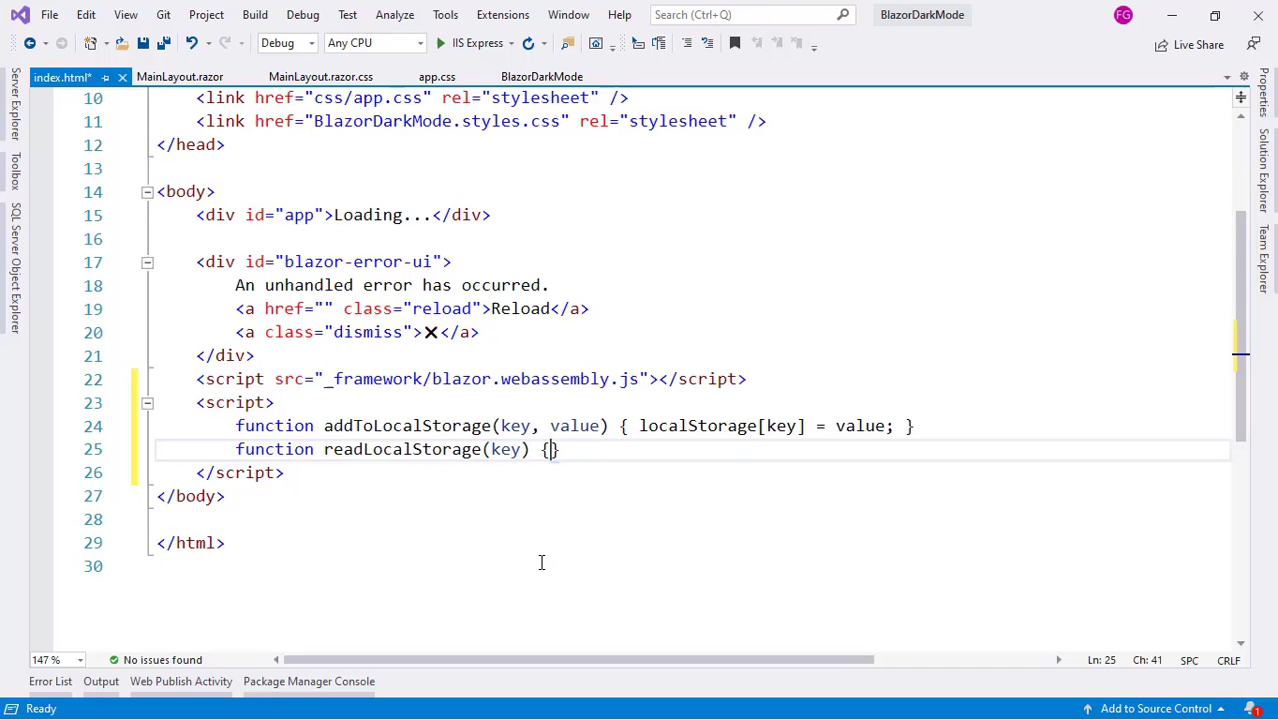 File Edit View Git Project Build Debug Test Analyze Tools Extensions Window Help Search (Ctrl+Q) BlazorDarkMode FG
Debug Any CPU IIS Express Live Share
index.html* MainLayout.razor MainLayout.razor.css app.css BlazorDarkMode
Server Explorer
Toolbox
SQL Server Object Explorer
10 <link href="css/app.css" rel="stylesheet" />
11 <link href="BlazorDarkMode.styles.css" rel="stylesheet" />
12 </head>
13
14 <body>
15 <div id="app">Loading...</div>
16
17 <div id="blazor-error-ui">
18 An unhandled error has occurred.
19 <a href="" class="reload">Reload</a>
20 <a class="dismiss">🗙</a>
21 </div>
22 <script src="_framework/blazor.webassembly.js"></script>
23 <script>
24 function addToLocalStorage(key, value) { localStorage[key] = value; }
25 function readLocalStorage(key) {}
26 </script>
27 </body>
28
29 </html>
30
Properties
Solution Explorer
Team Explorer
147 % No issues found Ln: 25 Ch: 41 SPC CRLF
Error List Output Web Publish Activity Package Manager Console
Ready Add to Source Control 1